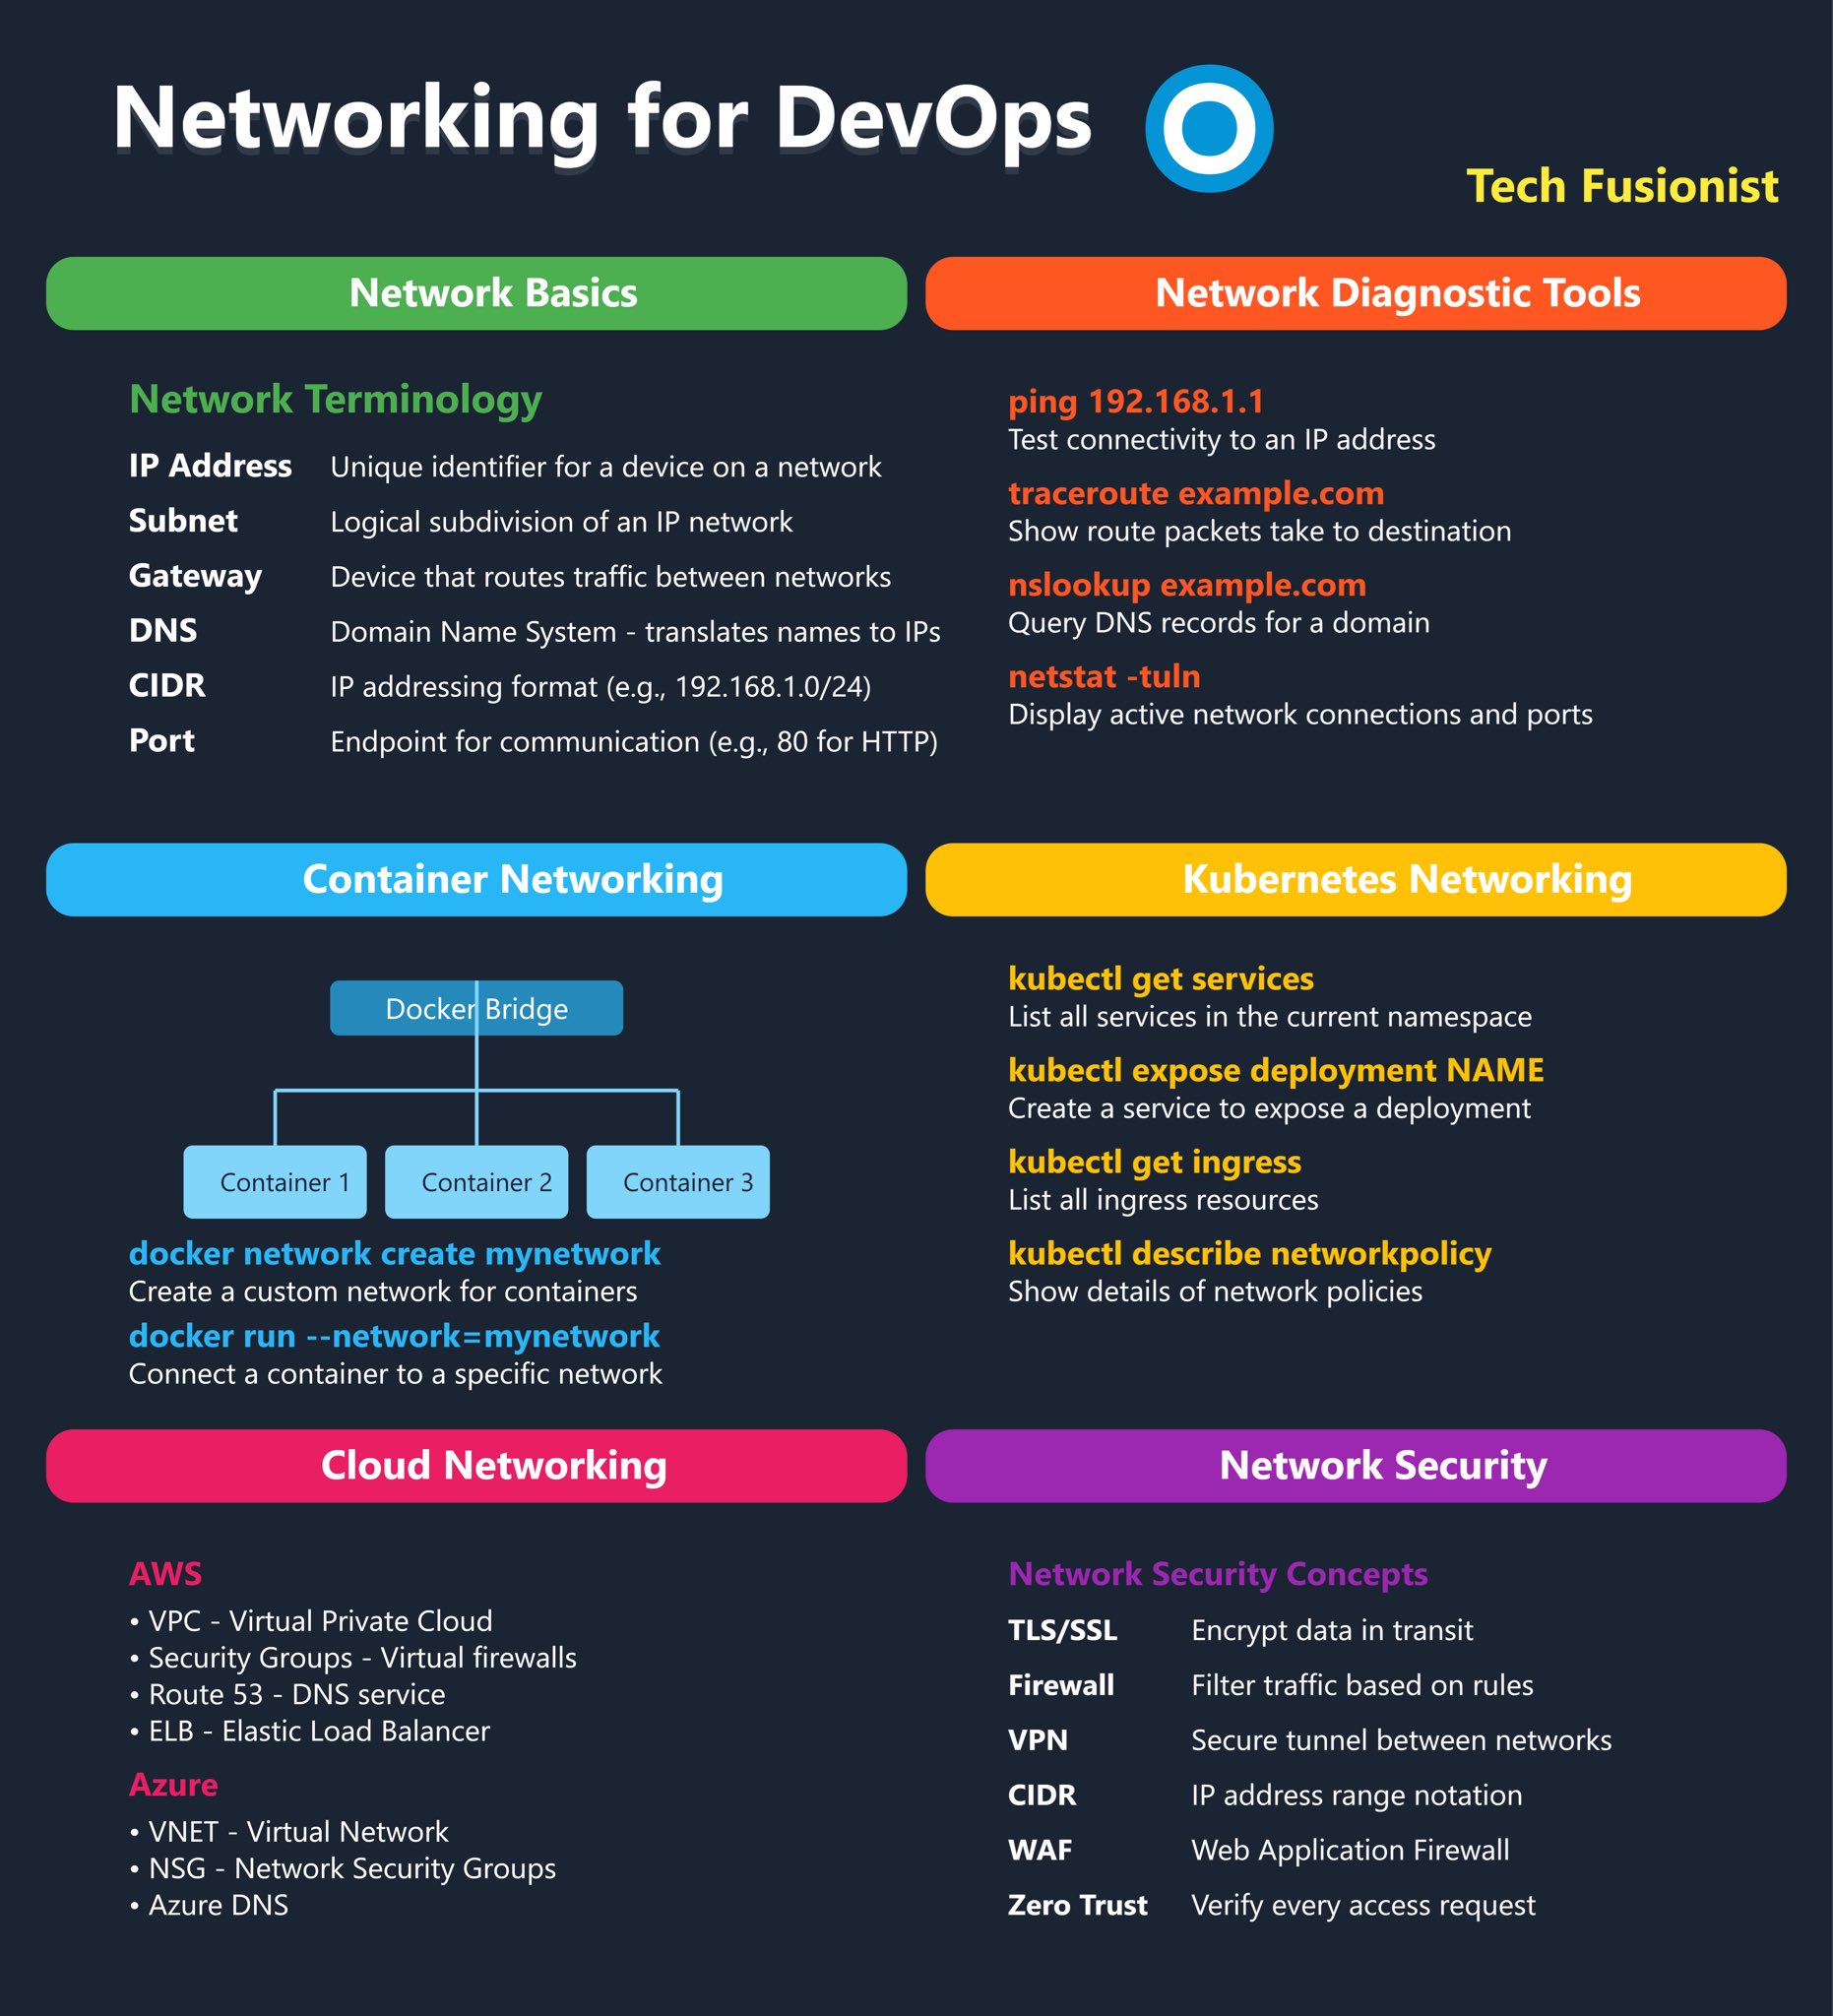 Networking for DevOps
Tech Fusionist
Network Basics
Network Terminology
IP Address Unique identifier for a device on a network
Subnet Logical subdivision of an IP network
Gateway Device that routes traffic between networks
DNS Domain Name System - translates names to IPs
CIDR IP addressing format (e.g., 192.168.1.0/24)
Port Endpoint for communication (e.g., 80 for HTTP)
Network Diagnostic Tools
ping 192.168.1.1
Test connectivity to an IP address
traceroute example.com
Show route packets take to destination
nslookup example.com
Query DNS records for a domain
netstat -tuln
Display active network connections and ports
Container Networking
Docker Bridge
Container 1 Container 2 Container 3
docker network create mynetwork
Create a custom network for containers
docker run --network=mynetwork
Connect a container to a specific network
Kubernetes Networking
kubectl get services
List all services in the current namespace
kubectl expose deployment NAME
Create a service to expose a deployment
kubectl get ingress
List all ingress resources
kubectl describe networkpolicy
Show details of network policies
Cloud Networking
AWS
• VPC - Virtual Private Cloud
• Security Groups - Virtual firewalls
• Route 53 - DNS service
• ELB - Elastic Load Balancer
Azure
• VNET - Virtual Network
• NSG - Network Security Groups
• Azure DNS
Network Security
Network Security Concepts
TLS/SSL Encrypt data in transit
Firewall Filter traffic based on rules
VPN Secure tunnel between networks
CIDR IP address range notation
WAF Web Application Firewall
Zero Trust Verify every access request